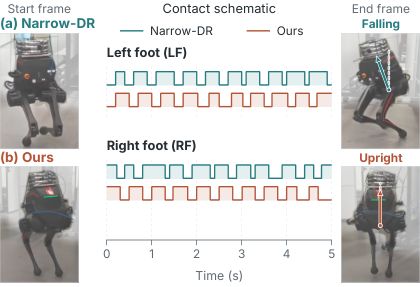 Start frame
Contact schematic
End frame
(a) Narrow-DR
Narrow-DR
Ours
Falling
Left foot (LF)
Right foot (RF)
(b) Ours
Upright
0 1 2 3 4 5
Time (s)